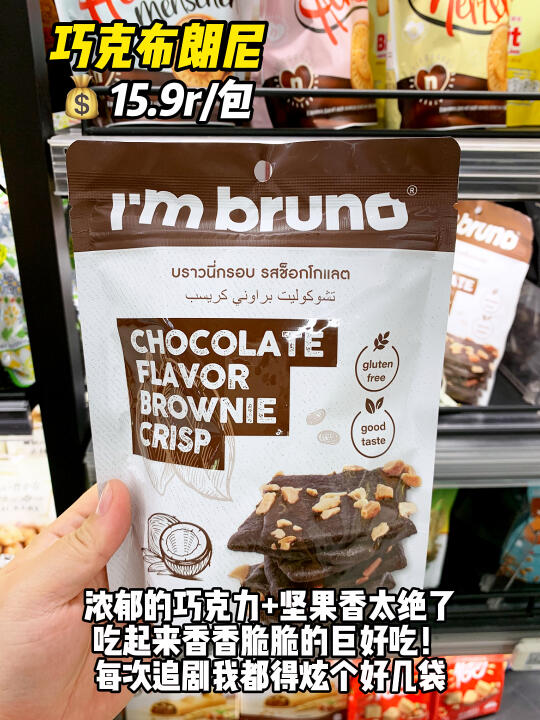 巧克布朗尼
💰15.9r/包
I'm bruno®
บราวนี่กรอบ รสช็อกโกแลต
تشوكوليت براوني كريسب
CHOCOLATE
FLAVOR
BROWNIE
CRISP
gluten
free
good
taste
浓郁的巧克力+坚果香太绝了
吃起来香香脆脆的巨好吃！
每次追剧我都得炫个好几袋